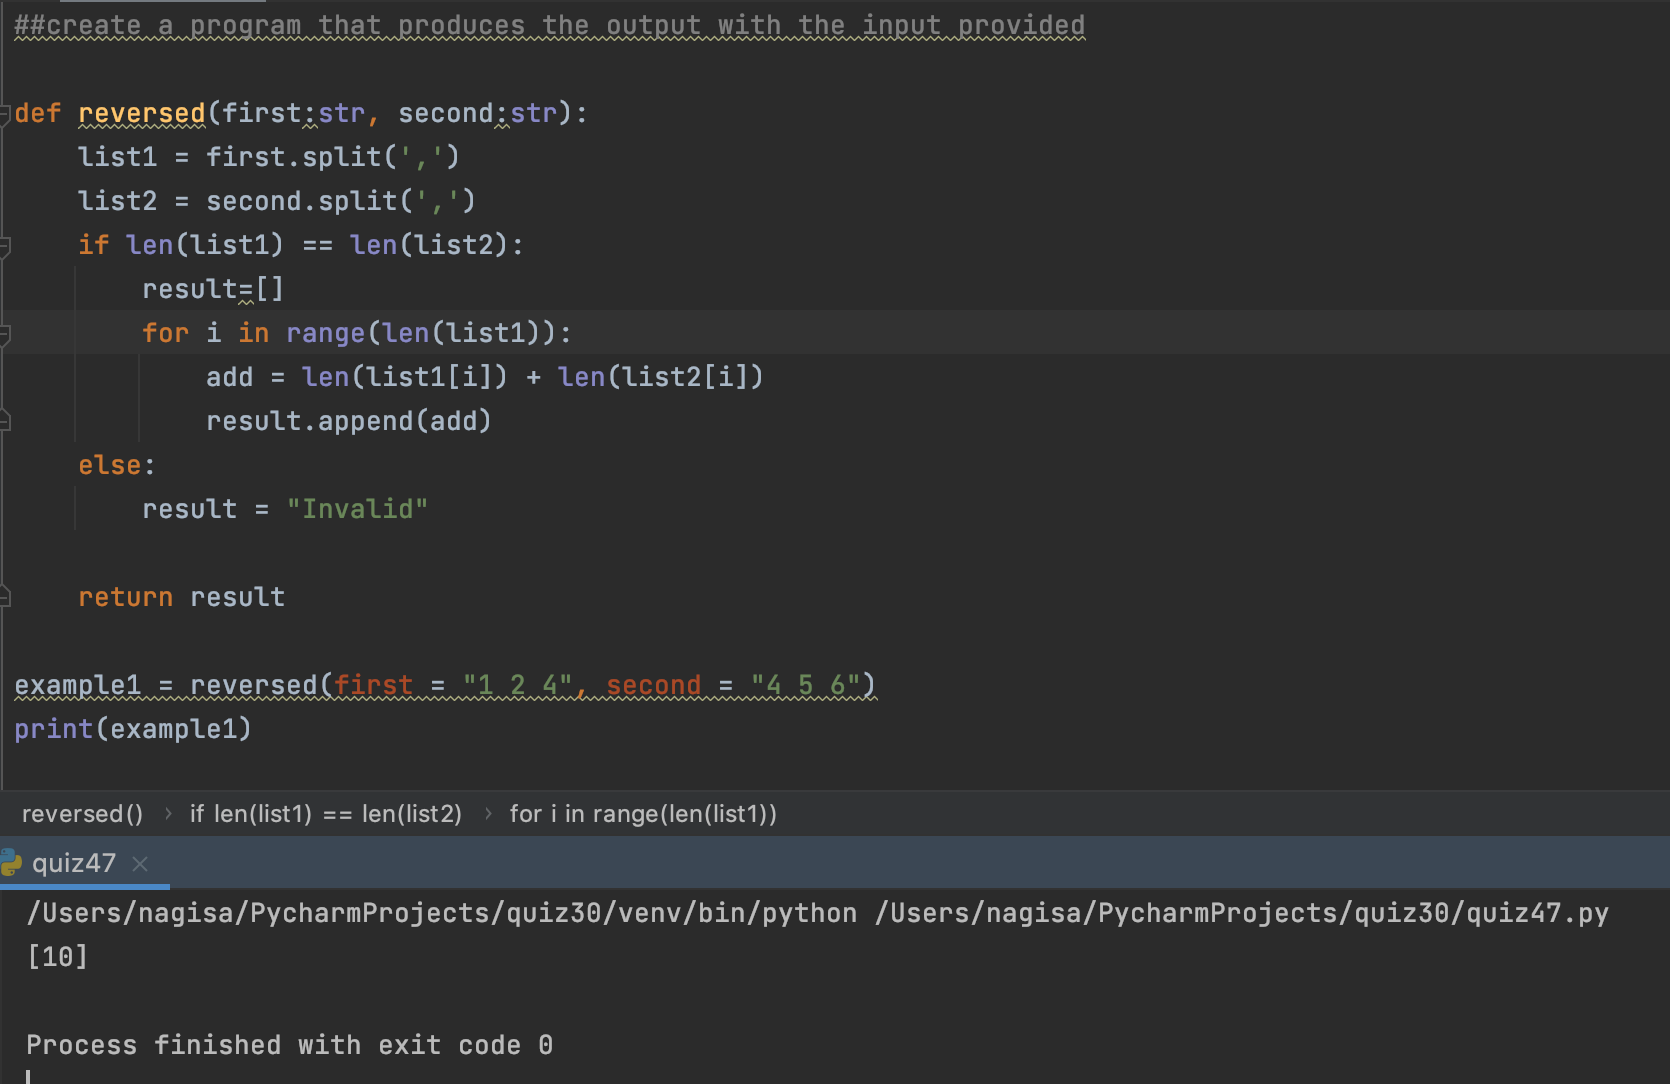 ##create a program that produces the output with the input provided
def reversed(first:str, second:str):
    list1 = first.split(',')
    list2 = second.split(',')
    if len(list1) == len(list2):
        result=[]
        for i in range(len(list1)):
            add = len(list1[i]) + len(list2[i])
            result.append(add)
    else:
        result = "Invalid"
    return result
example1 = reversed(first = "1 2 4", second = "4 5 6")
print(example1)
reversed() › if len(list1) == len(list2) › for i in range(len(list1))
quiz47 ×
/Users/nagisa/PycharmProjects/quiz30/venv/bin/python /Users/nagisa/PycharmProjects/quiz30/quiz47.py
[10]
Process finished with exit code 0